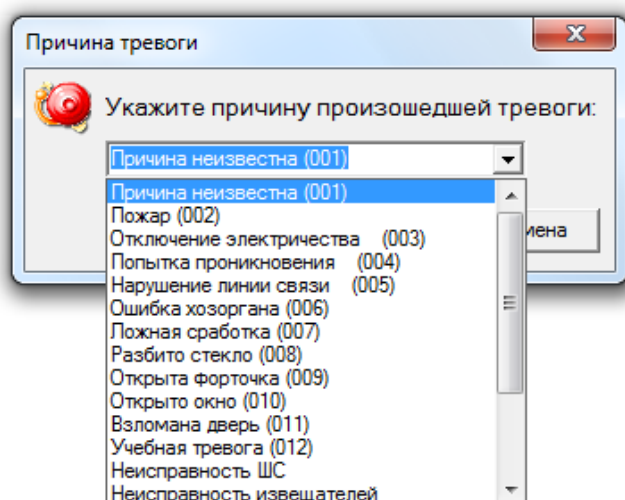 Причина тревоги
Укажите причину произошедшей тревоги:
Причина неизвестна (001)
Причина неизвестна (001)
Пожар (002)
Отключение электричества (003)
мена
Попытка проникновения (004)
Нарушение линии связи (005)
Ошибка хозоргана (006)
Ложная сработка (007)
Разбито стекло (008)
Открыта форточка (009)
Открыто окно (010)
Взломана дверь (011)
Учебная тревога (012)
Неисправность ШС
Неисправность извещателей